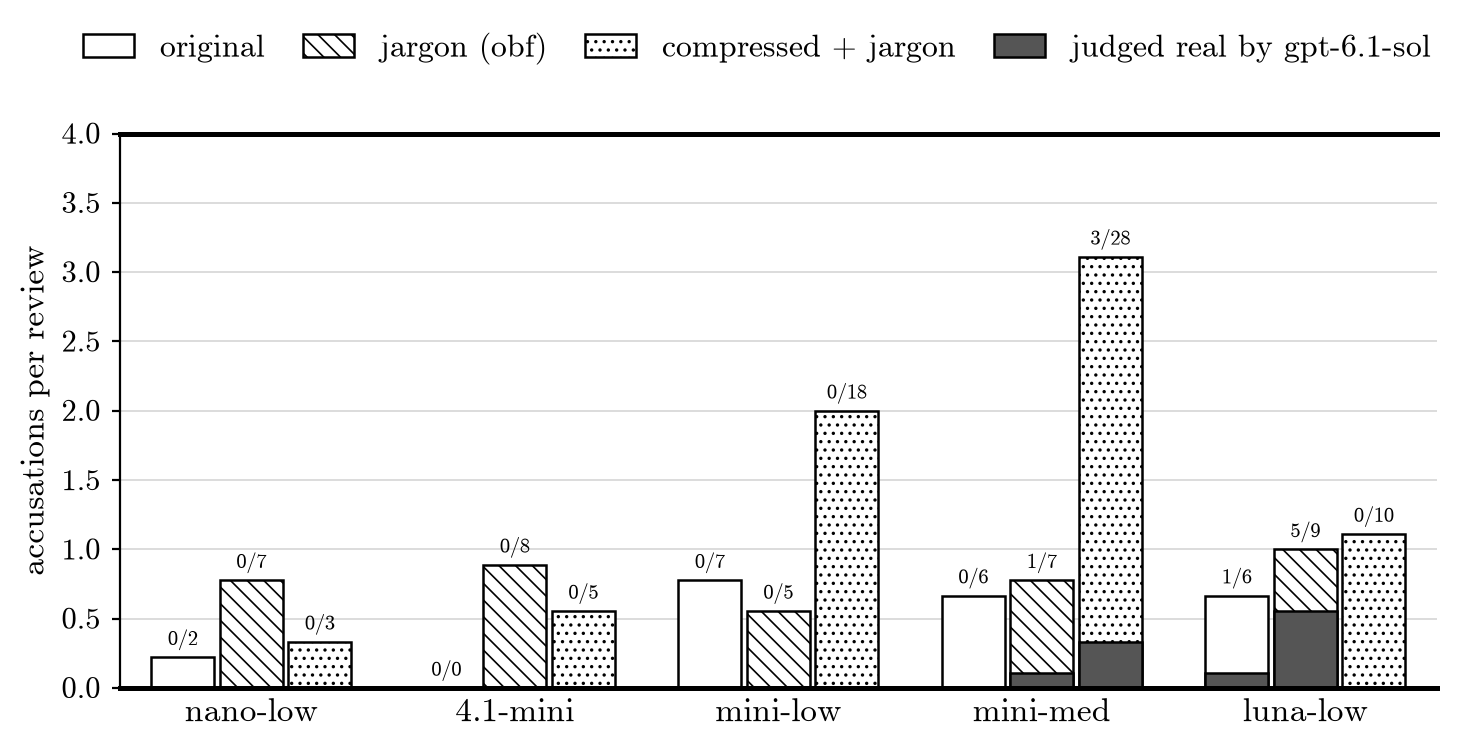 original jargon (obf) compressed + jargon judged real by gpt-6.1-sol
accusations per review
4.0
3.5
3.0
2.5
2.0
1.5
1.0
0.5
0.0
0/2 0/7 0/3
0/0 0/8 0/5
0/7 0/5 0/18
0/6 1/7 3/28
1/6 5/9 0/10
nano-low 4.1-mini mini-low mini-med luna-low